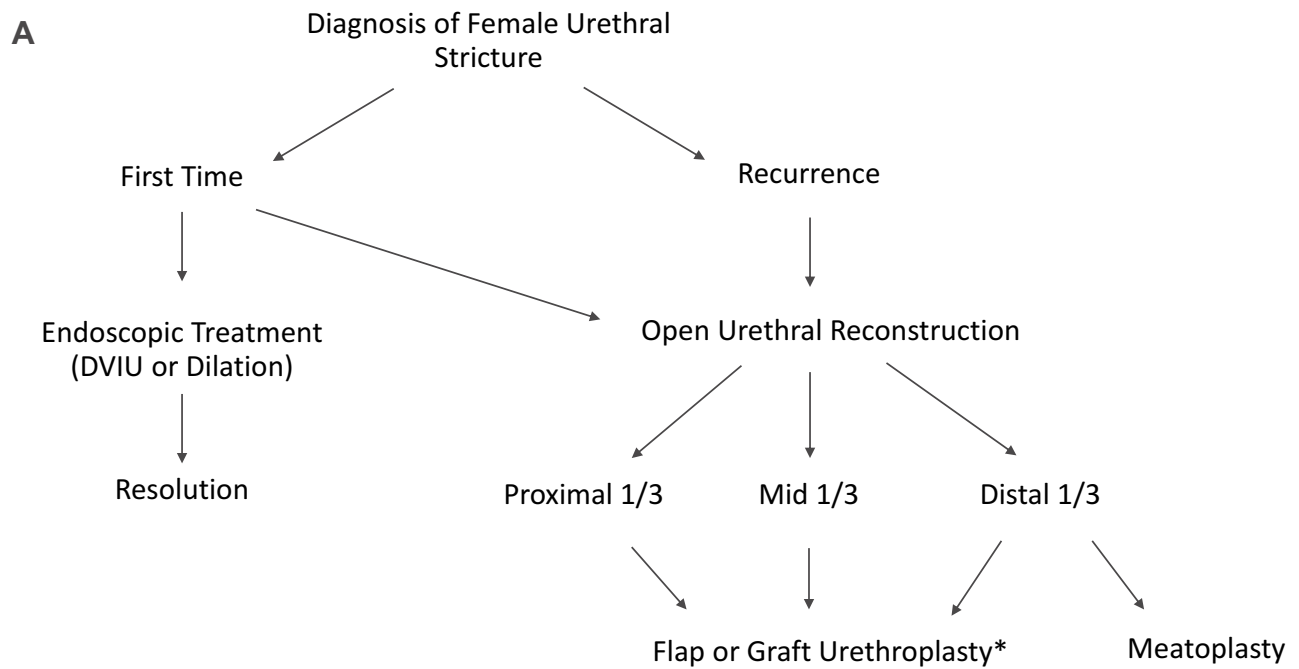 A
Diagnosis of Female Urethral
Stricture
First Time
Recurrence
Endoscopic Treatment
(DVIU or Dilation)
Open Urethral Reconstruction
Resolution
Proximal 1/3
Mid 1/3
Distal 1/3
Flap or Graft Urethroplasty*
Meatoplasty